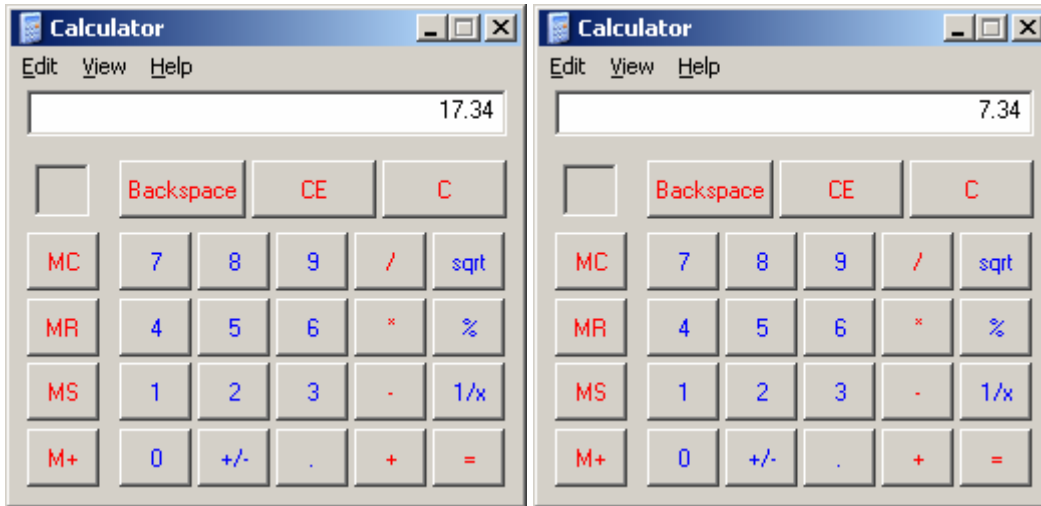 Calculator
Edit View Help
17.34
Backspace CE C
MC 7 8 9 / sqrt
MR 4 5 6 * %
MS 1 2 3 - 1/x
M+ 0 +/- . + =
Calculator
Edit View Help
7.34
Backspace CE C
MC 7 8 9 / sqrt
MR 4 5 6 * %
MS 1 2 3 - 1/x
M+ 0 +/- . + =